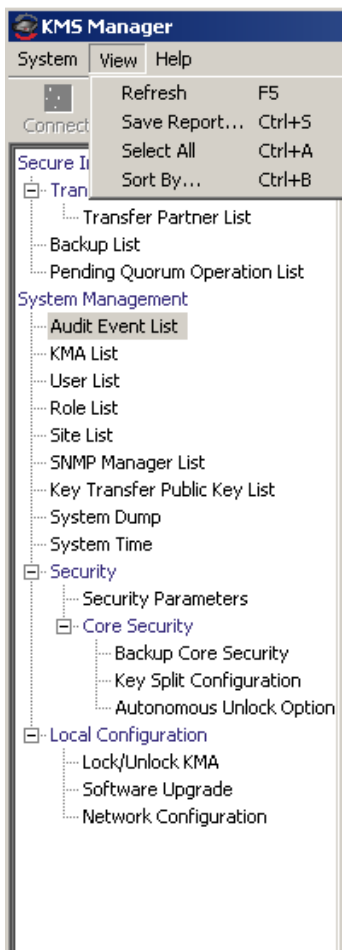 KMS Manager
System View Help
Refresh F5
Save Report... Ctrl+S
Select All Ctrl+A
Sort By... Ctrl+B
Connect
Secure I
Tran
Transfer Partner List
Backup List
Pending Quorum Operation List
System Management
Audit Event List
KMA List
User List
Role List
Site List
SNMP Manager List
Key Transfer Public Key List
System Dump
System Time
Security
Security Parameters
Core Security
Backup Core Security
Key Split Configuration
Autonomous Unlock Option
Local Configuration
Lock/Unlock KMA
Software Upgrade
Network Configuration